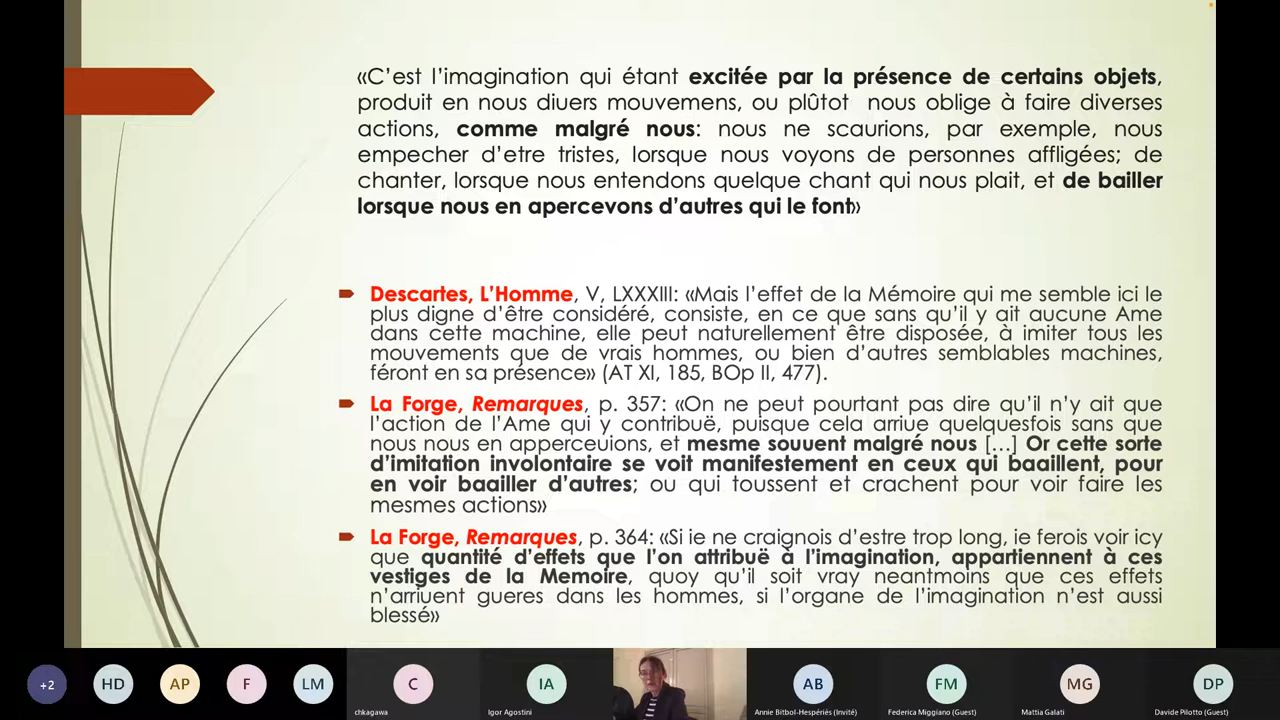 «C’est l’imagination qui étant excitée par la présence de certains objets,
produit en nous diuers mouvemens, ou plûtot nous oblige à faire diverses
actions, comme malgré nous: nous ne scaurions, par exemple, nous
empecher d’etre tristes, lorsque nous voyons de personnes affligées; de
chanter, lorsque nous entendons quelque chant qui nous plait, et de bailler
lorsque nous en apercevons d’autres qui le font»
Descartes, L’Homme, V, LXXXIII: «Mais l’effet de la Mémoire qui me semble ici le
plus digne d’être considéré, consiste, en ce que sans qu’il y ait aucune Ame
dans cette machine, elle peut naturellement être disposée, à imiter tous les
mouvements que de vrais hommes, ou bien d’autres semblables machines,
féront en sa présence» (AT XI, 185, BOp II, 477).
La Forge, Remarques, p. 357: «On ne peut pourtant pas dire qu’il n’y ait que
l’action de l’Ame qui y contribuë, puisque cela arriue quelquesfois sans que
nous nous en apperceuions, et mesme souuent malgré nous […] Or cette sorte
d’imitation involontaire se voit manifestement en ceux qui baaillent, pour
en voir baailler d’autres; ou qui toussent et crachent pour voir faire les
mesmes actions»
La Forge, Remarques, p. 364: «Si ie ne craignois d’estre trop long, ie ferois voir icy
que quantité d’effets que l’on attribuë à l’imagination, appartiennent à ces
vestiges de la Memoire, quoy qu’il soit vray neantmoins que ces effets
n’arriuent gueres dans les hommes, si l’organe de l’imagination n’est aussi
blessé»
+2 HD AP F LM C IA AB FM MG DP
chkagawa Igor Agostini Annie Bitbol-Hespériès (Invité) Federica Miggiano (Guest) Mattia Galati Davide Pilotto (Guest)